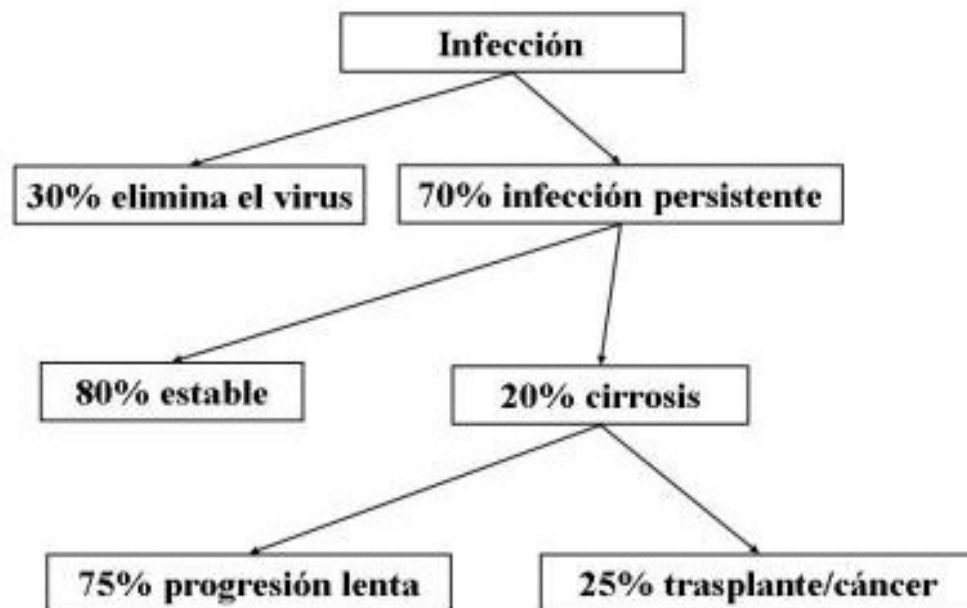 Infección
30% elimina el virus
70% infección persistente
80% estable
20% cirrosis
75% progresión lenta
25% trasplante/cáncer